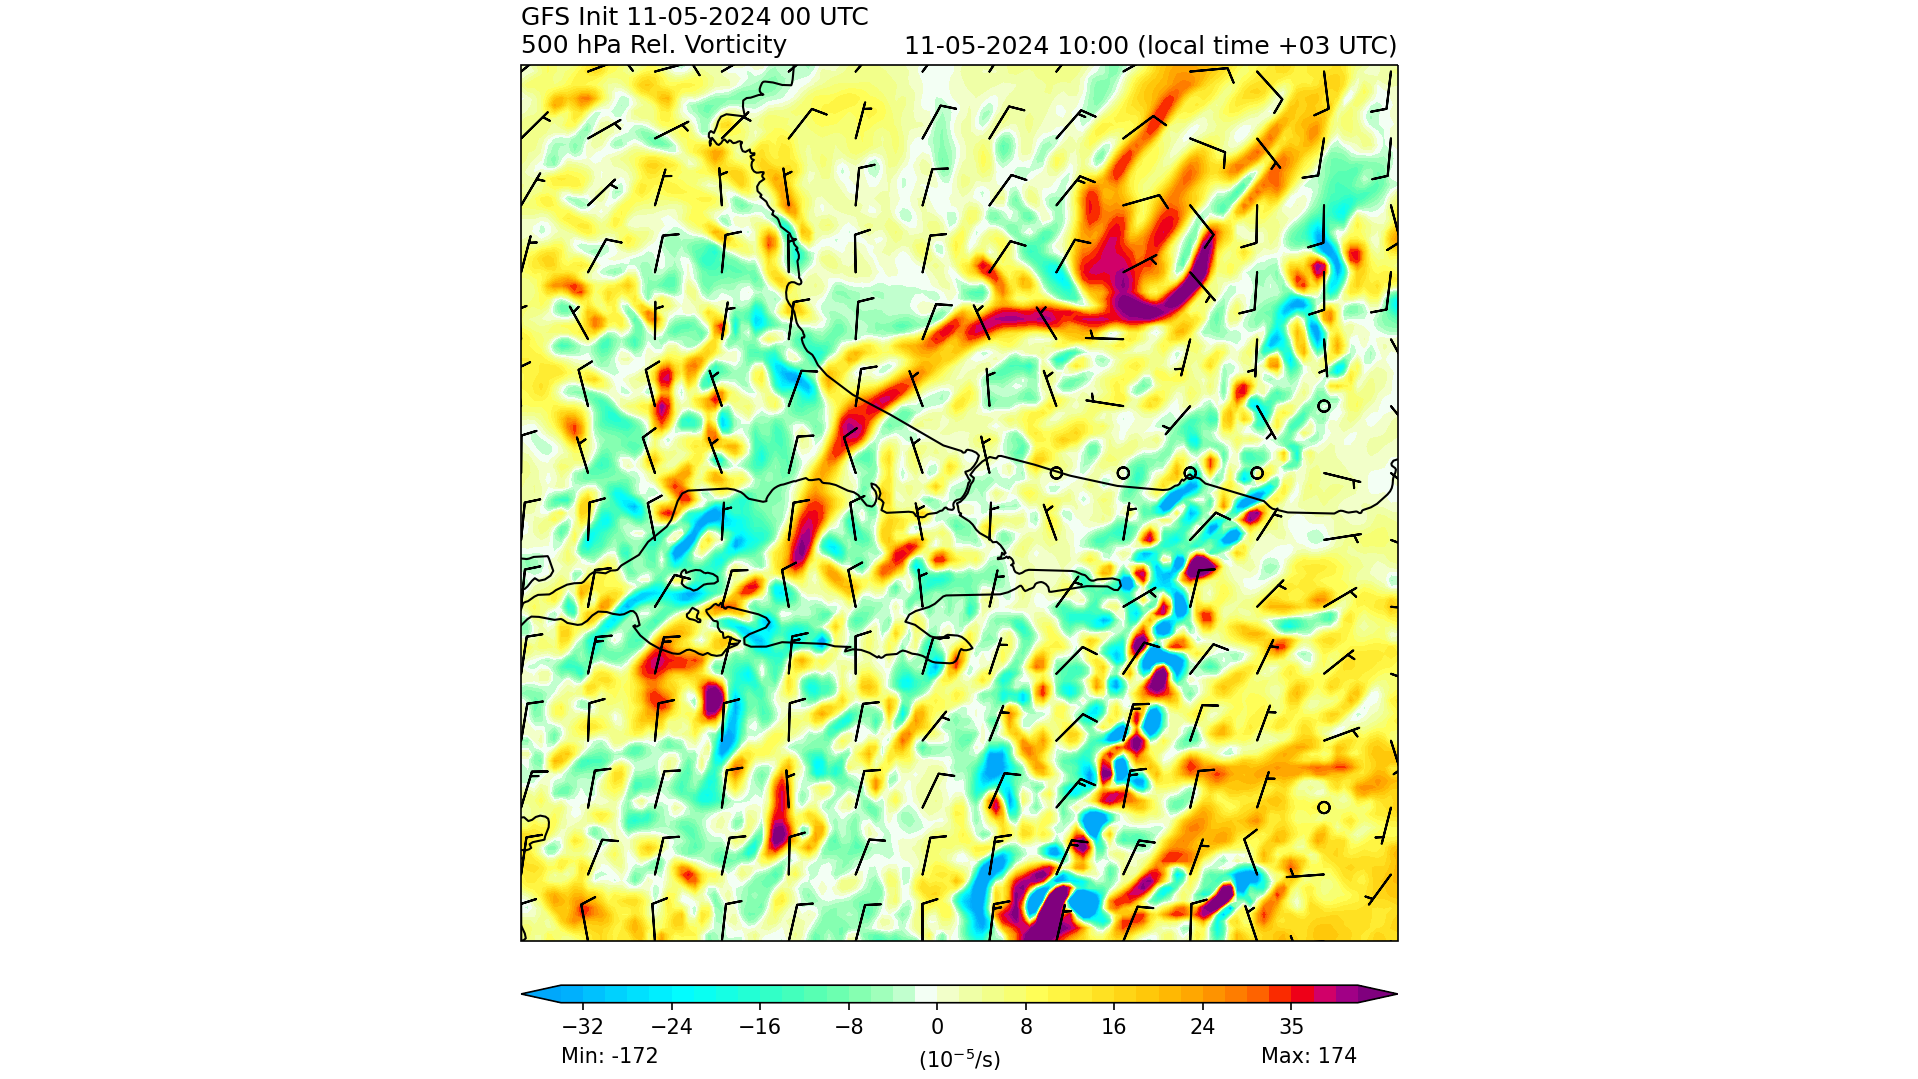 GFS Init 11-05-2024 00 UTC
500 hPa Rel. Vorticity
11-05-2024 10:00 (local time +03 UTC)
−32 −24 −16 −8 0 8 16 24 35
Min: -172 (10⁻⁵/s) Max: 174